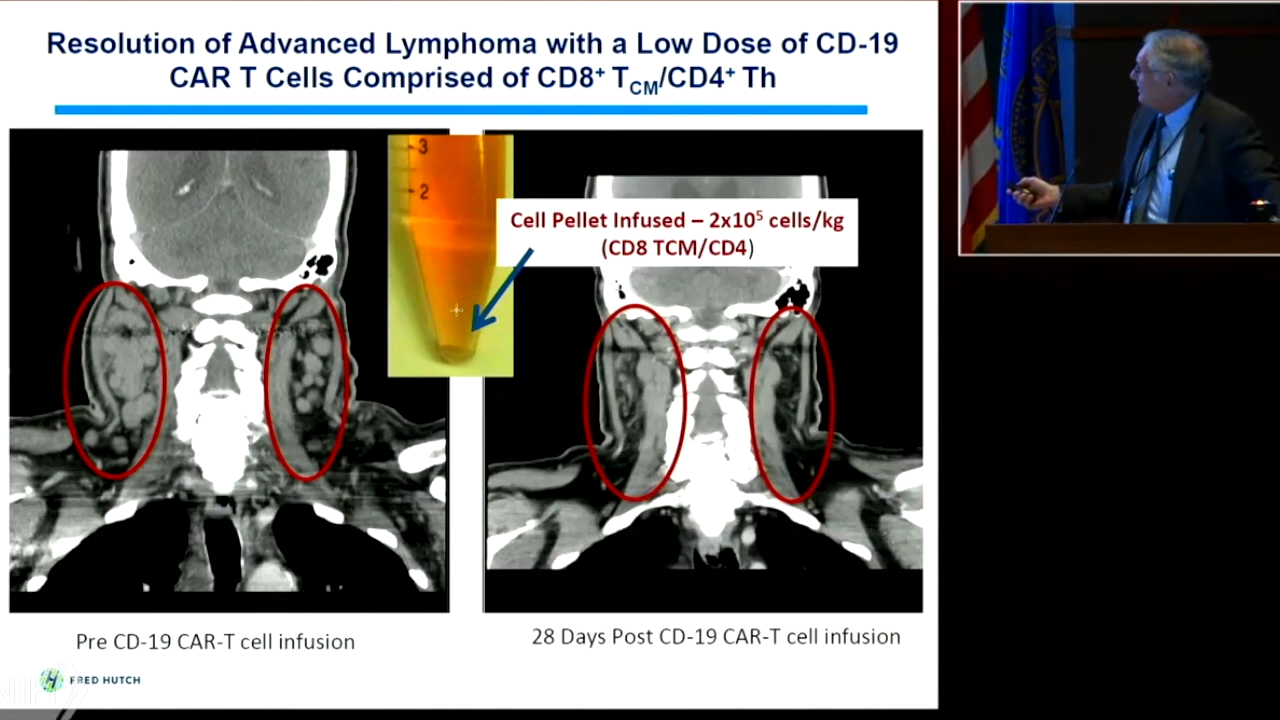 Resolution of Advanced Lymphoma with a Low Dose of CD-19
CAR T Cells Comprised of CD8⁺ T_CM/CD4⁺ Th
3
2
Cell Pellet Infused – 2x10⁵ cells/kg
(CD8 TCM/CD4)
Pre CD-19 CAR-T cell infusion
28 Days Post CD-19 CAR-T cell infusion
FRED HUTCH